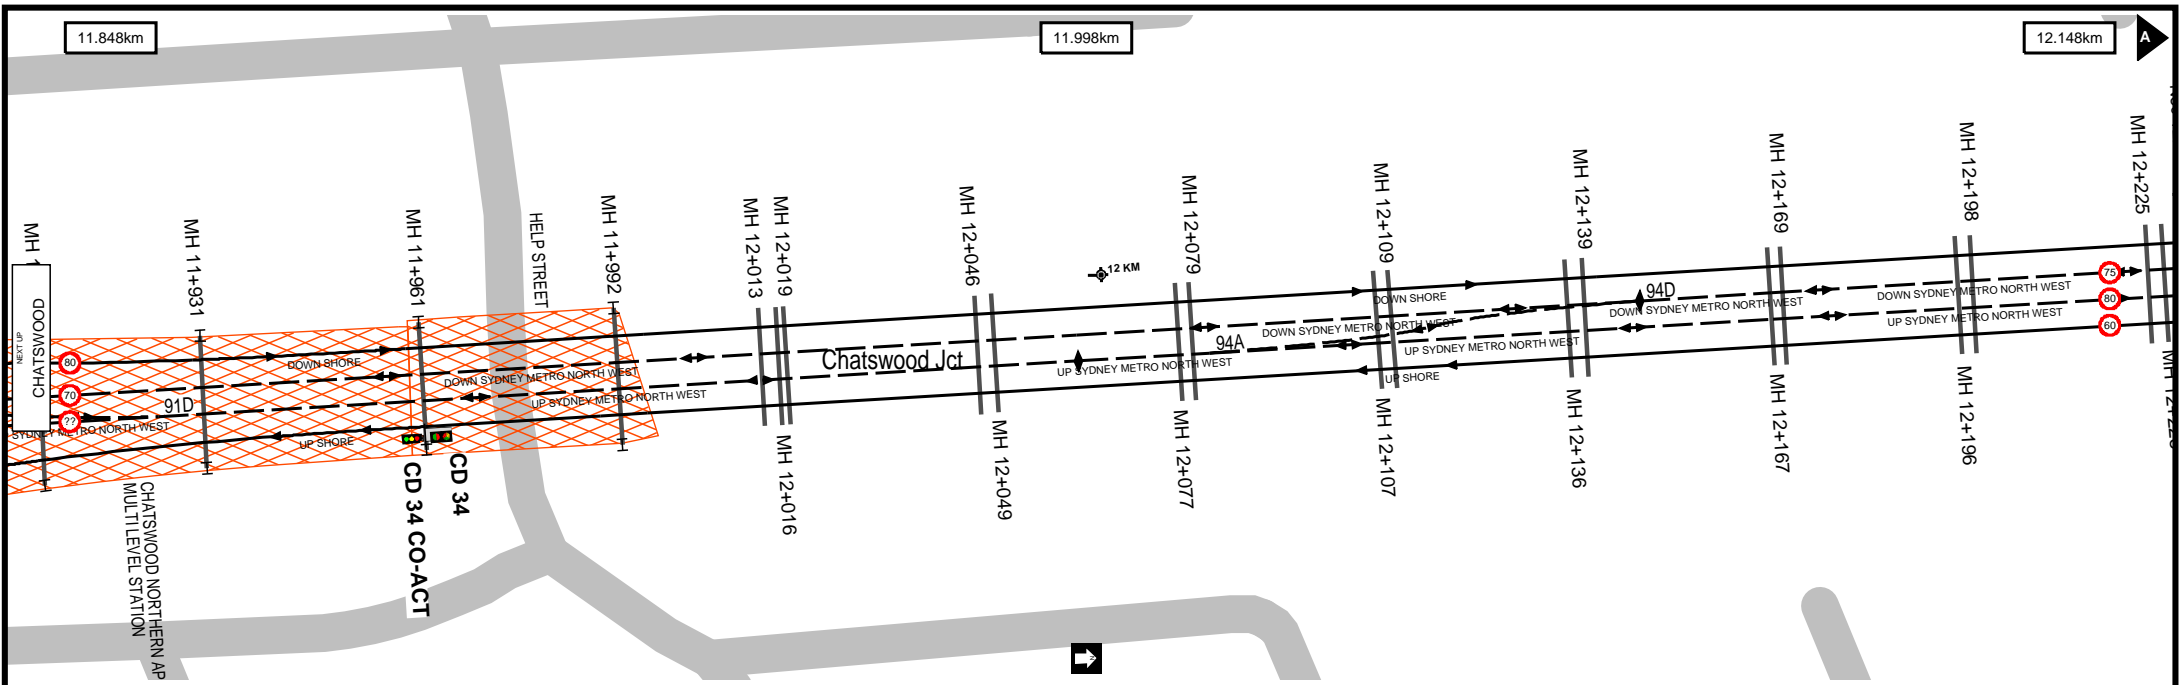 11.848km
11.998km
12.148km
A
MH
MH 11+931
MH 11+961
HELP STREET
MH 11+992
MH 12+013
MH 12+019
MH 12+046
12 KM
MH 12+079
MH 12+109
MH 12+139
MH 12+169
MH 12+198
MH 12+225
NEXT UP
CHATSWOOD
80
70
??
91D
DOWN SHORE
DOWN SYDNEY METRO NORTH WEST
UP SYDNEY METRO NORTH WEST
SYDNEY METRO NORTH WEST
UP SHORE
Chatswood Jct
UP SYDNEY METRO NORTH WEST
94A
DOWN SHORE
DOWN SYDNEY METRO NORTH WEST
UP SYDNEY METRO NORTH WEST
UP SHORE
94D
DOWN SYDNEY METRO NORTH WEST
DOWN SYDNEY METRO NORTH WEST
UP SYDNEY METRO NORTH WEST
75
80
60
CHATSWOOD NORTHERN AP
MULTI LEVEL STATION
CD 34 CO-ACT
CD 34
MH 12+016
MH 12+049
MH 12+077
MH 12+107
MH 12+136
MH 12+167
MH 12+196